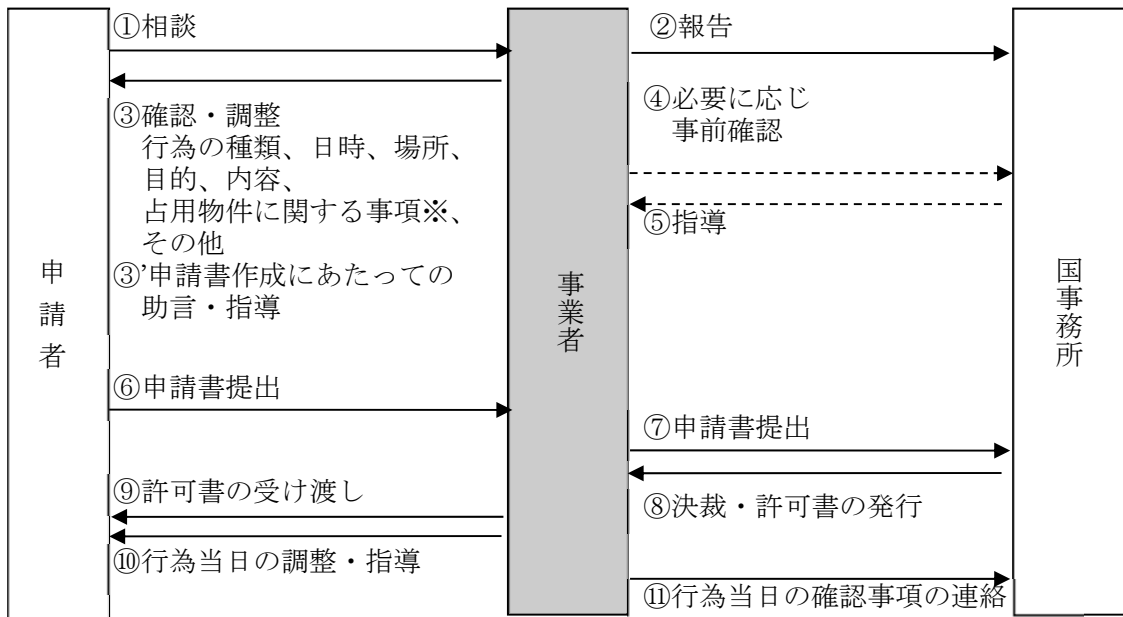 ①相談
②報告
③確認・調整
行為の種類、日時、場所、
目的、内容、
占用物件に関する事項※、
その他
③’申請書作成にあたっての
助言・指導
④必要に応じ
事前確認
⑤指導
申請者
事業者
国事務所
⑥申請書提出
⑦申請書提出
⑧決裁・許可書の発行
⑨許可書の受け渡し
⑩行為当日の調整・指導
⑪行為当日の確認事項の連絡